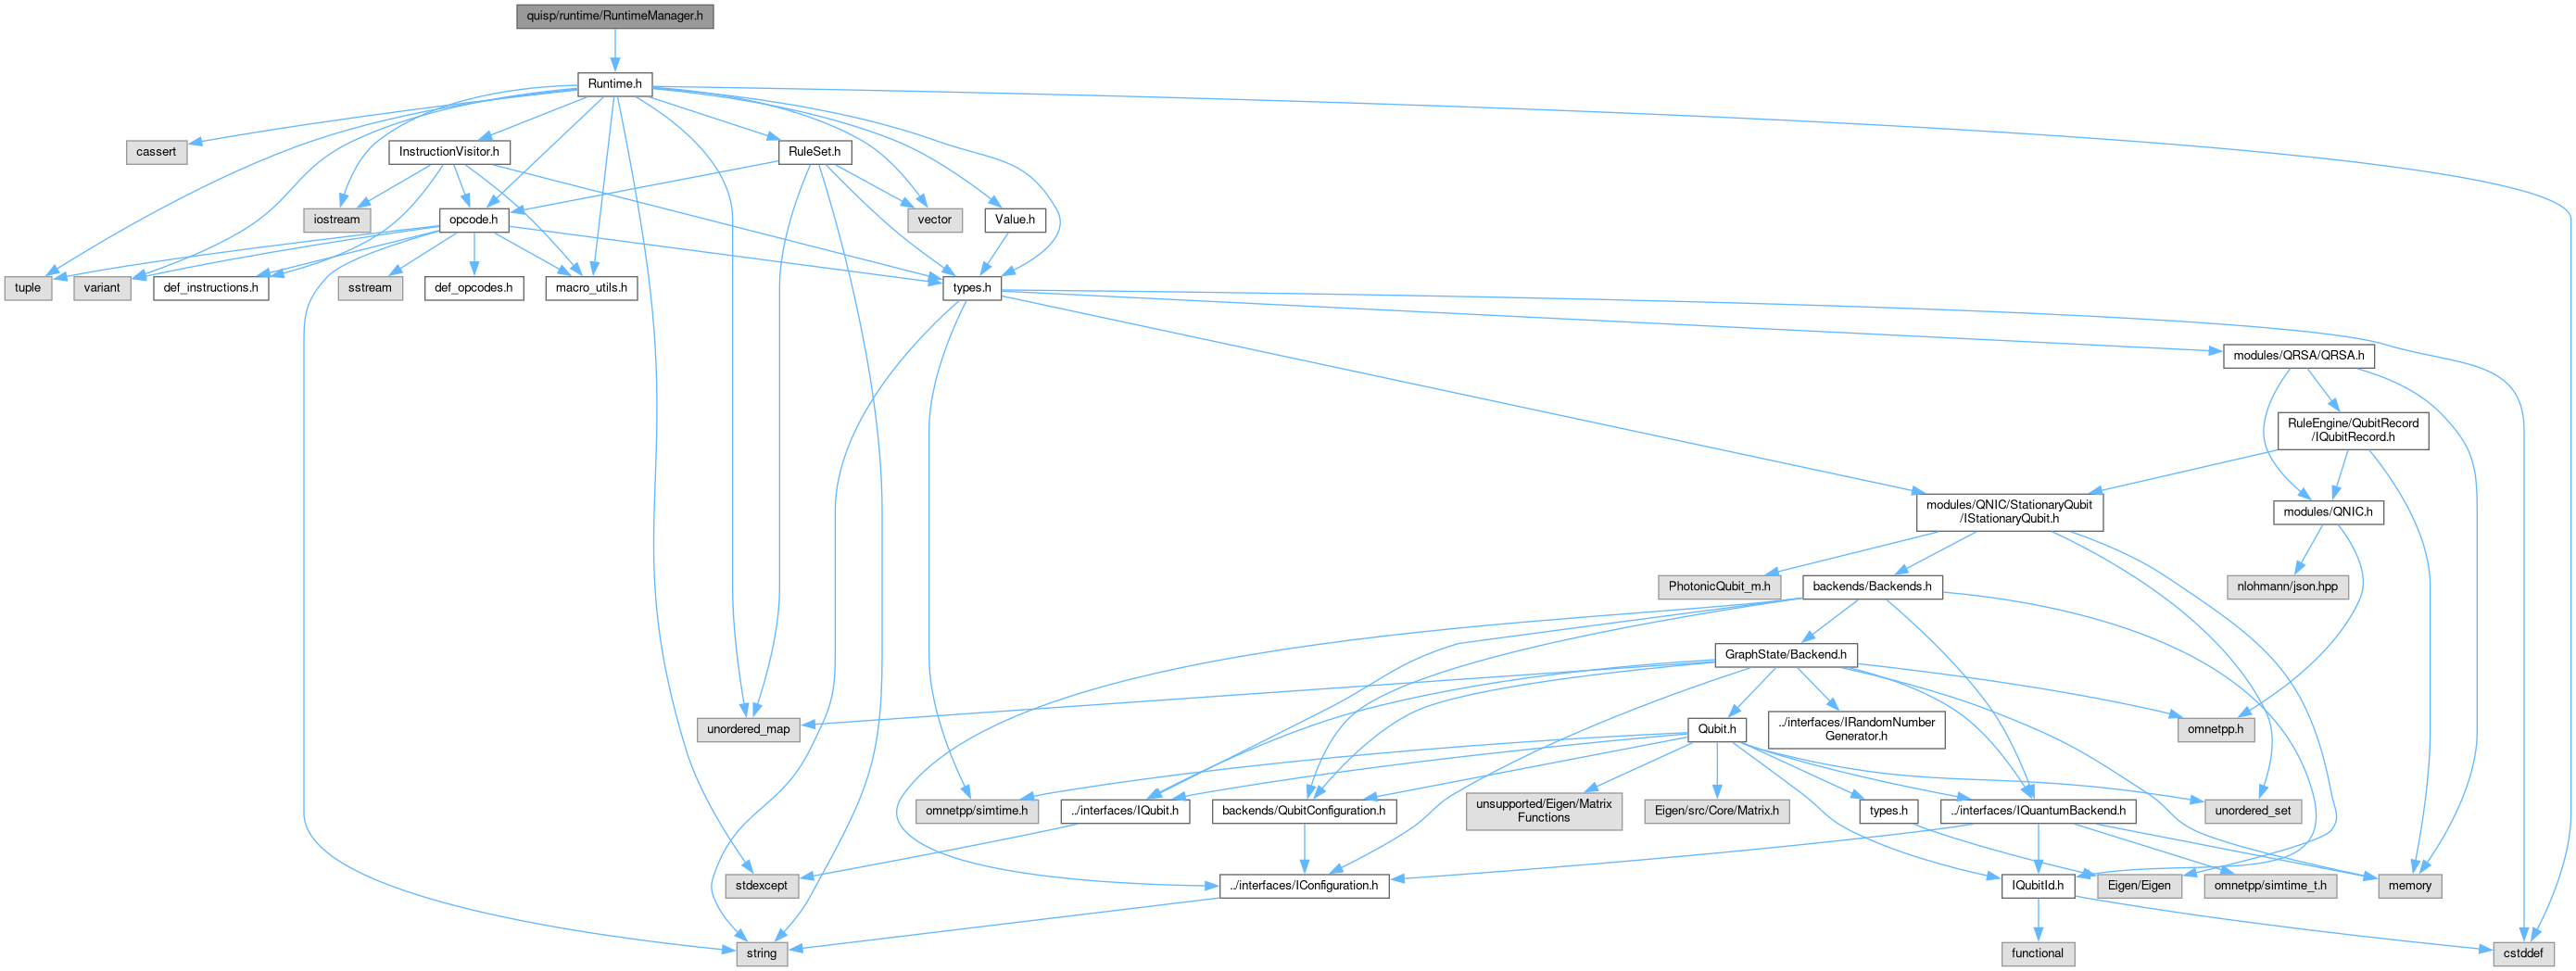 quisp/runtime/RuntimeManager.h
Runtime.h
cassert
InstructionVisitor.h
RuleSet.h
iostream
opcode.h
vector
Value.h
tuple
variant
def_instructions.h
sstream
def_opcodes.h
macro_utils.h
types.h
modules/QRSA/QRSA.h
RuleEngine/QubitRecord
/IQubitRecord.h
modules/QNIC/StationaryQubit
/IStationaryQubit.h
modules/QNIC.h
PhotonicQubit_m.h
backends/Backends.h
nlohmann/json.hpp
GraphState/Backend.h
unordered_map
Qubit.h
../interfaces/IRandomNumber
Generator.h
omnetpp.h
omnetpp/simtime.h
../interfaces/IQubit.h
backends/QubitConfiguration.h
unsupported/Eigen/Matrix
Functions
Eigen/src/Core/Matrix.h
types.h
../interfaces/IQuantumBackend.h
unordered_set
stdexcept
../interfaces/IConfiguration.h
IQubitId.h
Eigen/Eigen
omnetpp/simtime_t.h
memory
string
functional
cstddef